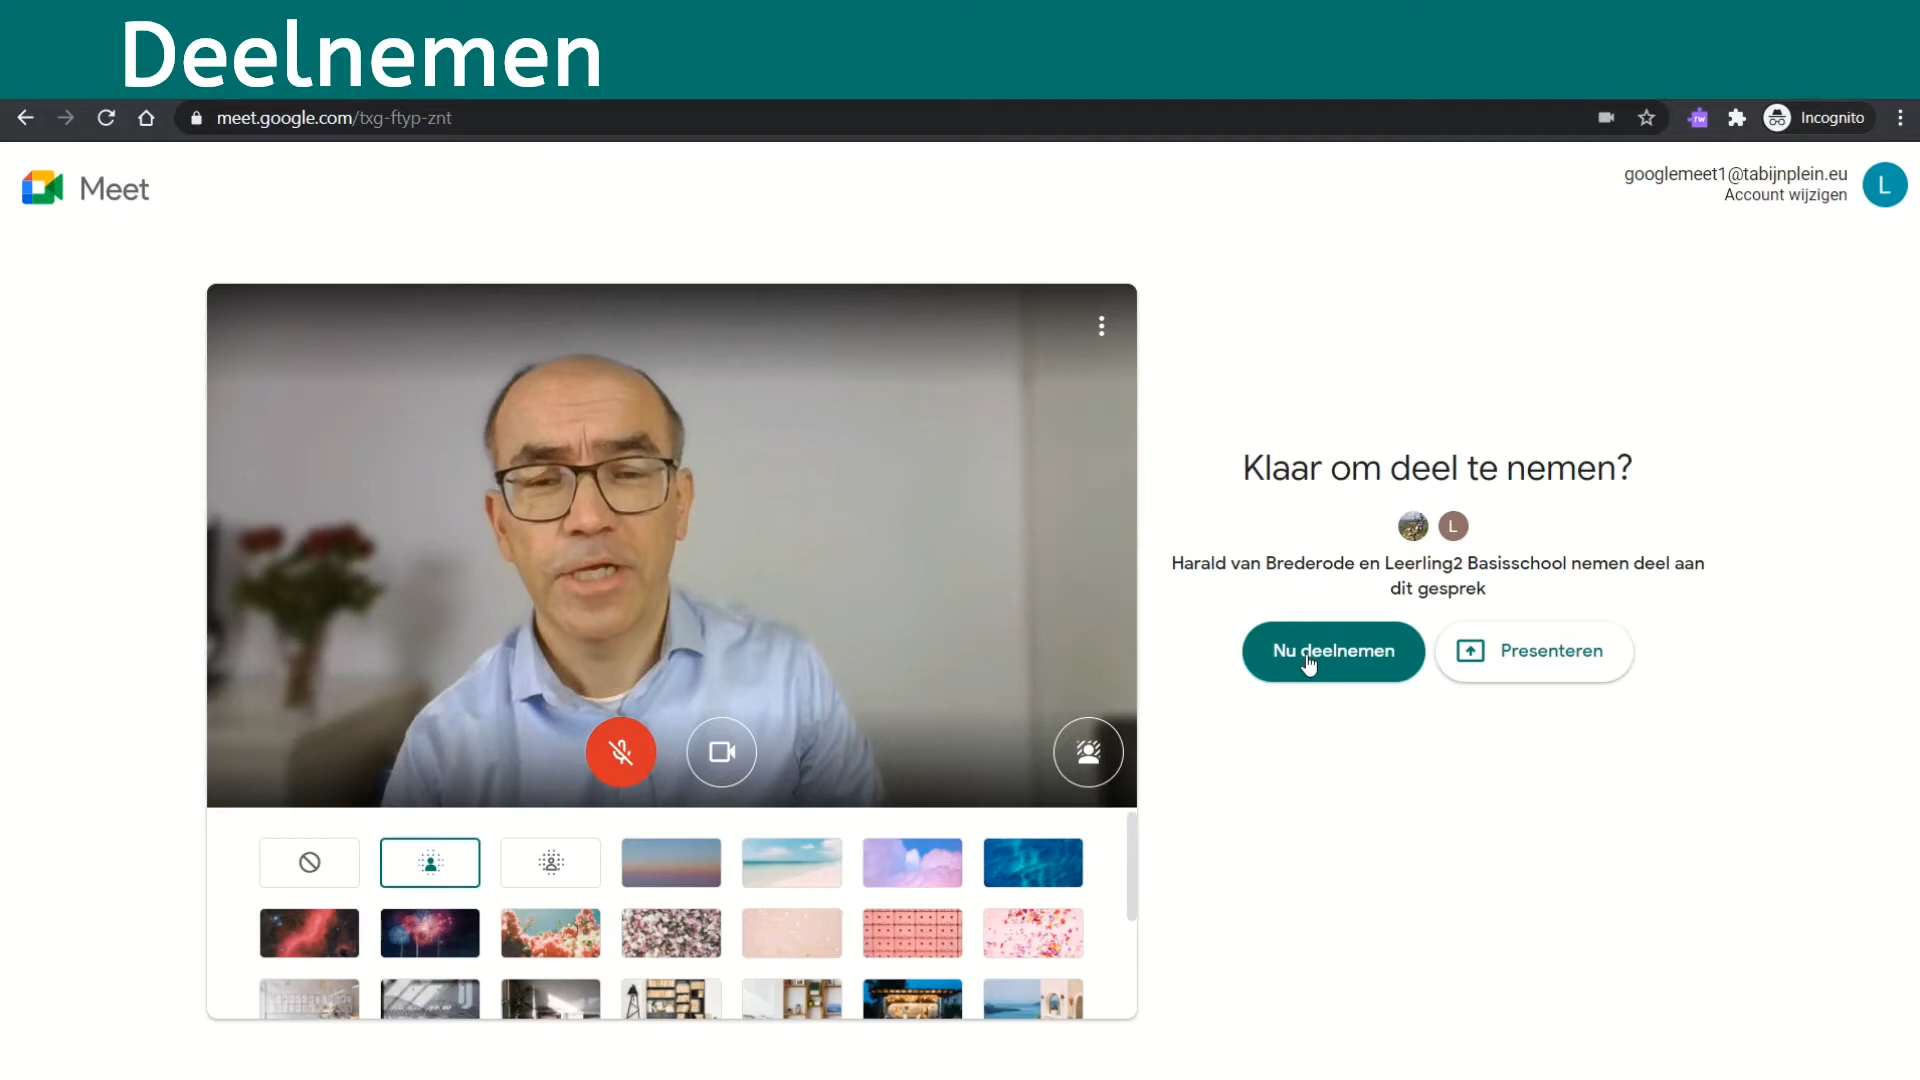 Deelnemen
meet.google.com/txg-ftyp-znt
rw
Incognito
Meet
googlemeet1@tabijnplein.eu
Account wijzigen
L
Klaar om deel te nemen?
L
Harald van Brederode en Leerling2 Basisschool nemen deel aan
dit gesprek
Nu deelnemen
Presenteren